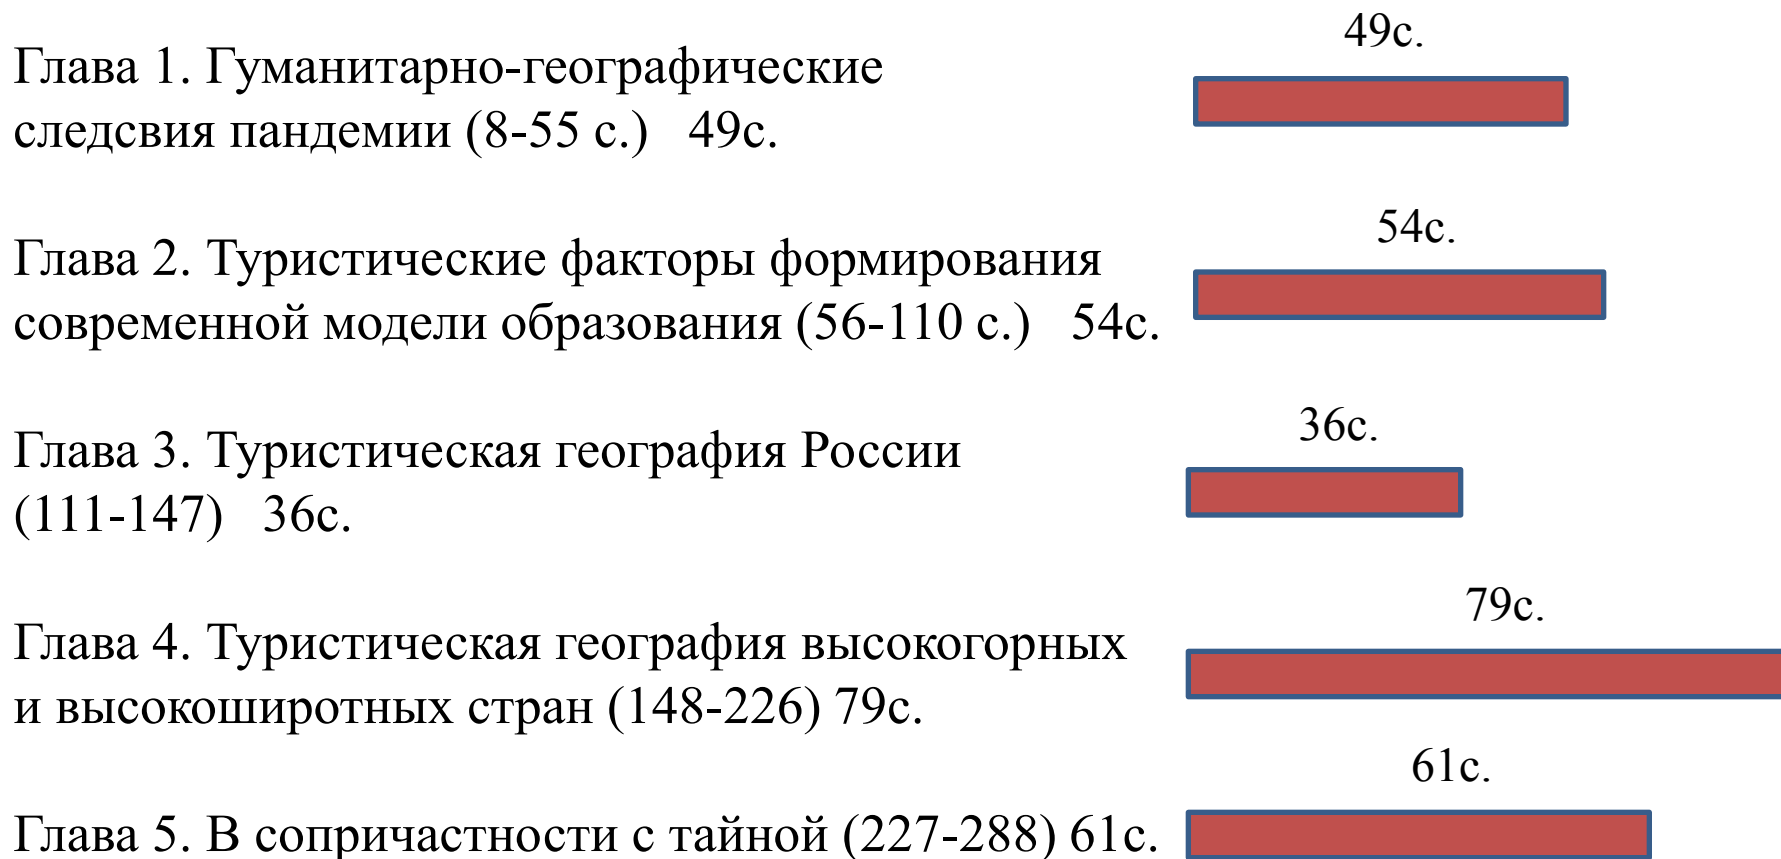 49с.
Глава 1. Гуманитарно-географические
следсвия пандемии (8-55 с.) 49с.
54с.
Глава 2. Туристические факторы формирования
современной модели образования (56-110 с.) 54с.
36с.
Глава 3. Туристическая география России
(111-147) 36с.
79с.
Глава 4. Туристическая география высокогорных
и высокоширотных стран (148-226) 79с.
61с.
Глава 5. В сопричастности с тайной (227-288) 61с.